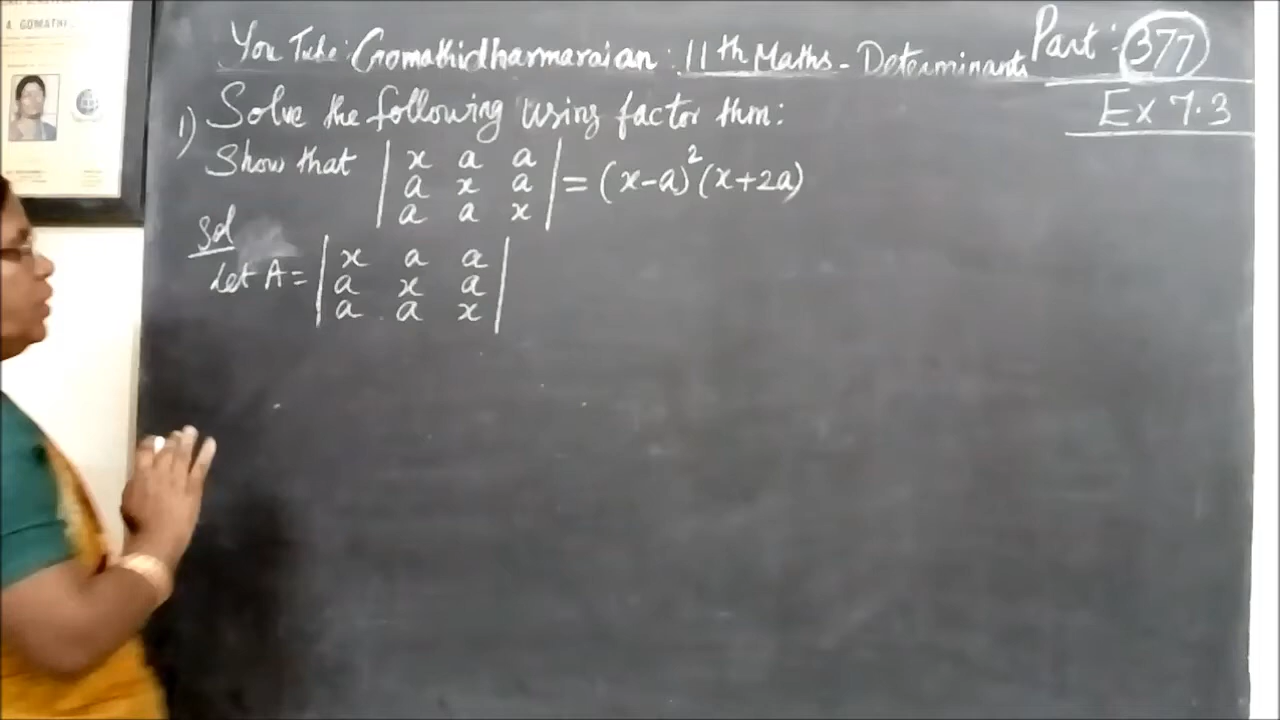 A. GOMATHI
You Tube: Gomathidharmarajan: 11th Maths - Determinants Part: 377
Ex 7.3
1) Solve the following using factor thm:
Show that | x a a | = (x-a)²(x+2a)
| a x a |
| a a x |
Sol
Let A = | x a a |
| a x a |
| a a x |